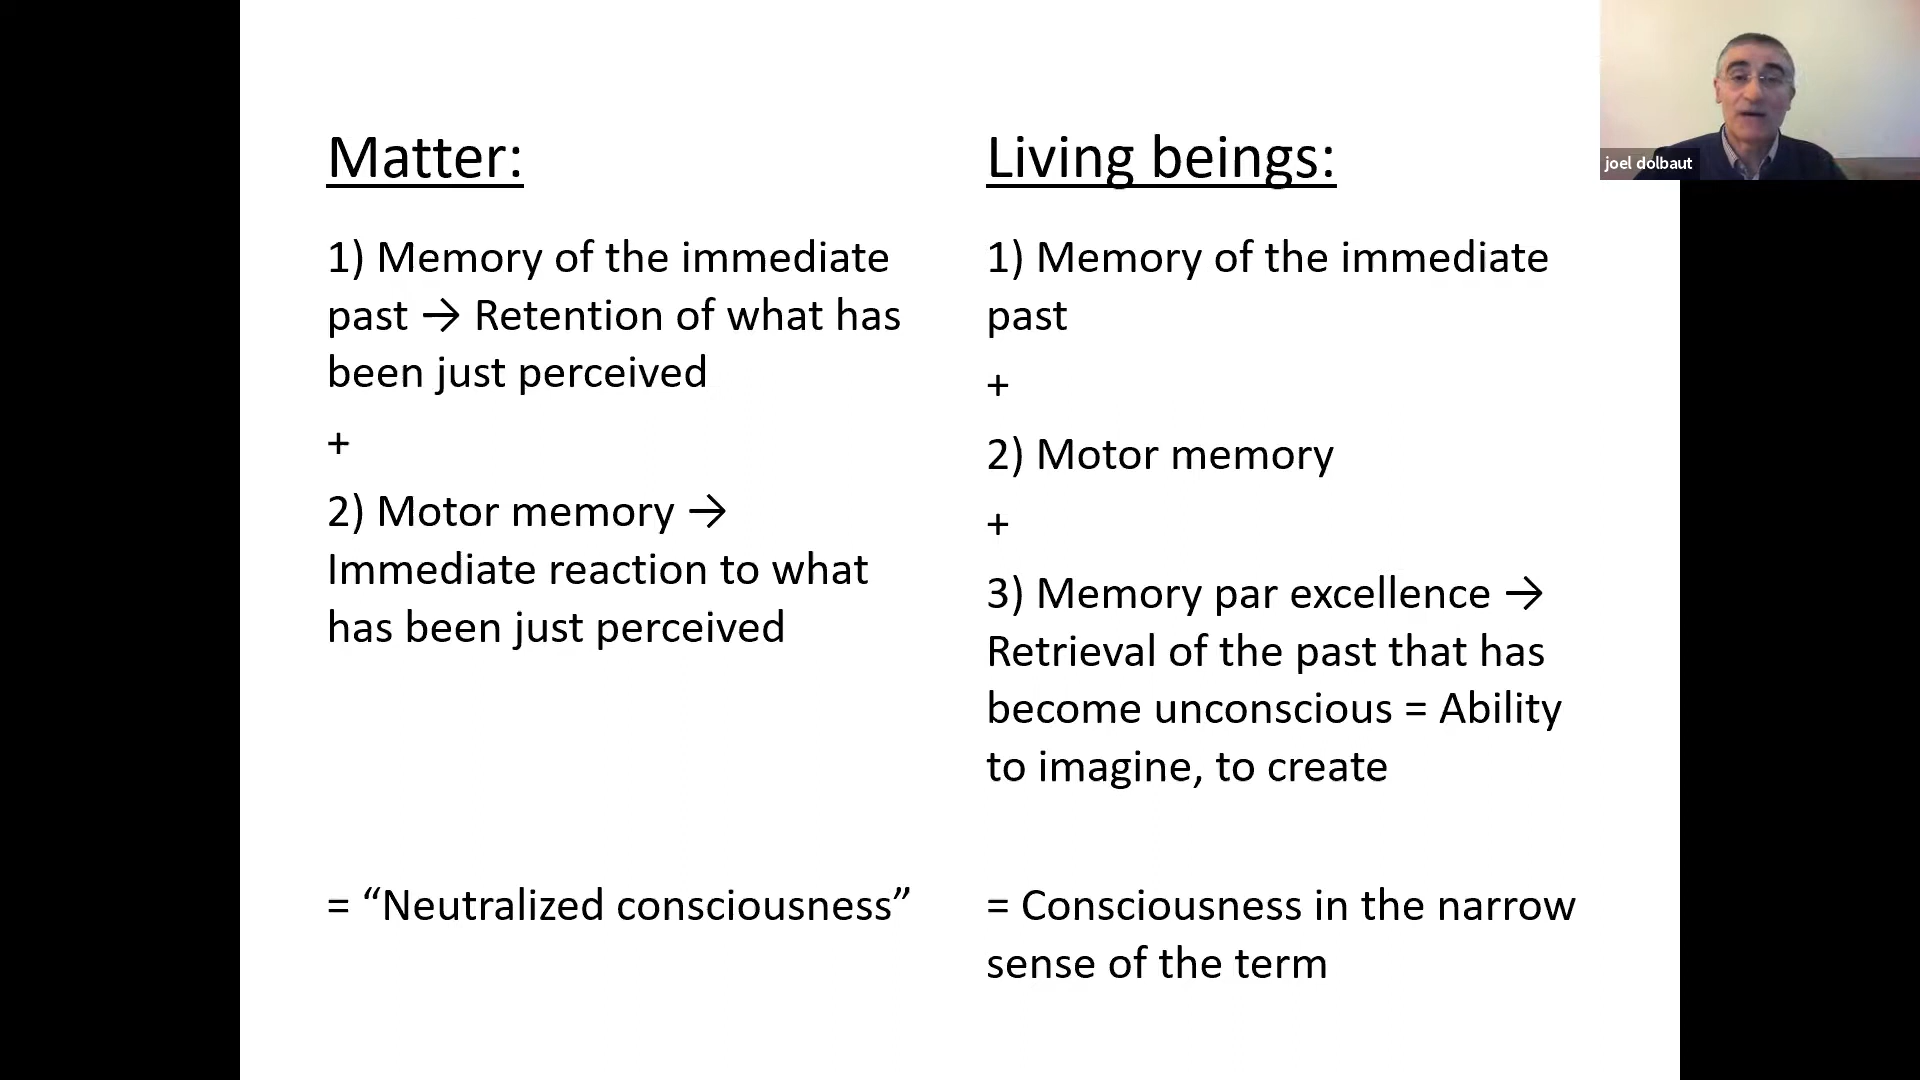 Matter:
1) Memory of the immediate
past → Retention of what has
been just perceived
+
2) Motor memory →
Immediate reaction to what
has been just perceived
= “Neutralized consciousness”
Living beings:
1) Memory of the immediate
past
+
2) Motor memory
+
3) Memory par excellence →
Retrieval of the past that has
become unconscious = Ability
to imagine, to create
= Consciousness in the narrow
sense of the term
joel dolbaut